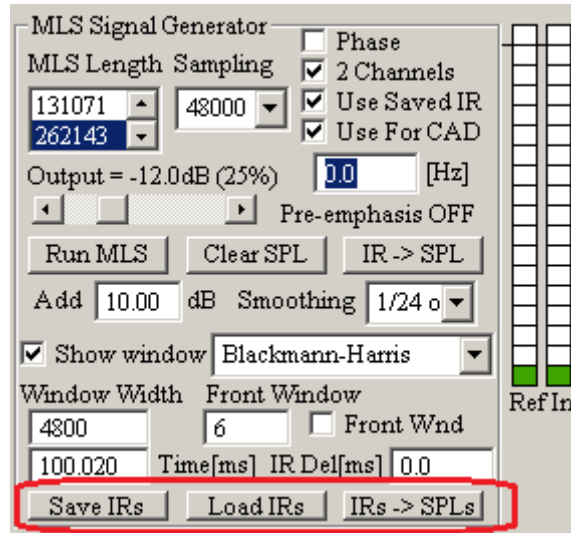 MLS Signal Generator
Phase
MLS Length Sampling
2 Channels
131071
48000
Use Saved IR
262143
Use For CAD
Output = -12.0dB (25%)
0.0 [Hz]
Pre-emphasis OFF
Run MLS Clear SPL IR -> SPL
Add 10.00 dB Smoothing 1/24 o
Show window Blackmann-Harris
Window Width Front Window
Ref In
4800 6 Front Wnd
100.020 Time[ms] IR Del[ms] 0.0
Save IRs Load IRs IRs -> SPLs